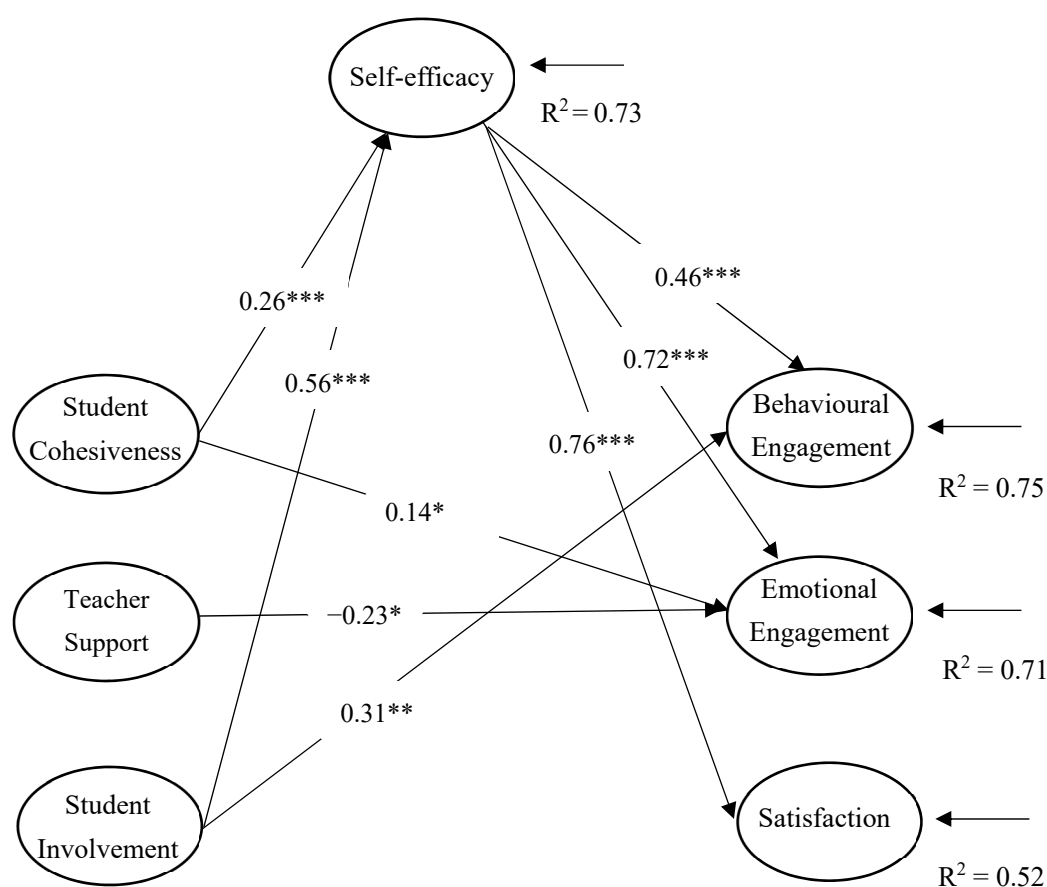 Self-efficacy
R² = 0.73
0.46***
0.26***
0.72***
0.56***
Student
Cohesiveness
Behavioural
Engagement
0.76***
R² = 0.75
0.14*
Teacher
Support
−0.23*
Emotional
Engagement
R² = 0.71
0.31**
Student
Involvement
Satisfaction
R² = 0.52